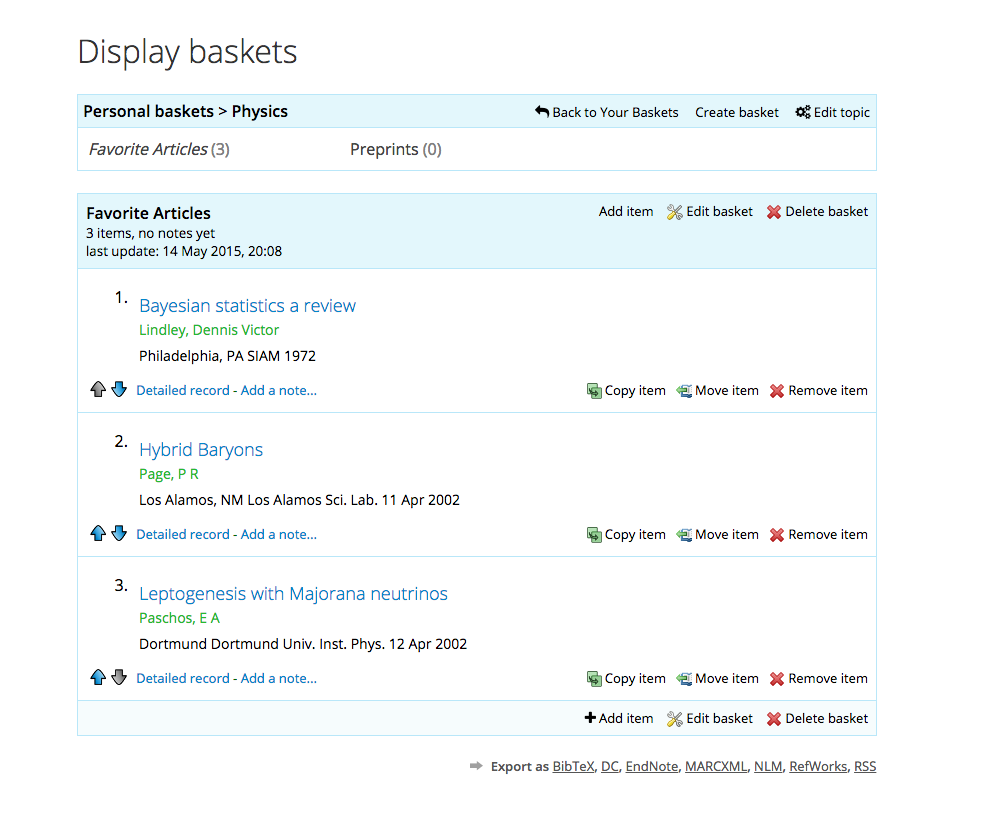 Display baskets
Personal baskets > Physics Back to Your Baskets Create basket Edit topic
Favorite Articles (3) Preprints (0)
Favorite Articles Add item Edit basket Delete basket
3 items, no notes yet
last update: 14 May 2015, 20:08
1. Bayesian statistics a review
Lindley, Dennis Victor
Philadelphia, PA SIAM 1972
Detailed record - Add a note... Copy item Move item Remove item
2. Hybrid Baryons
Page, P R
Los Alamos, NM Los Alamos Sci. Lab. 11 Apr 2002
Detailed record - Add a note... Copy item Move item Remove item
3. Leptogenesis with Majorana neutrinos
Paschos, E A
Dortmund Dortmund Univ. Inst. Phys. 12 Apr 2002
Detailed record - Add a note... Copy item Move item Remove item
Add item Edit basket Delete basket
Export as BibTeX, DC, EndNote, MARCXML, NLM, RefWorks, RSS